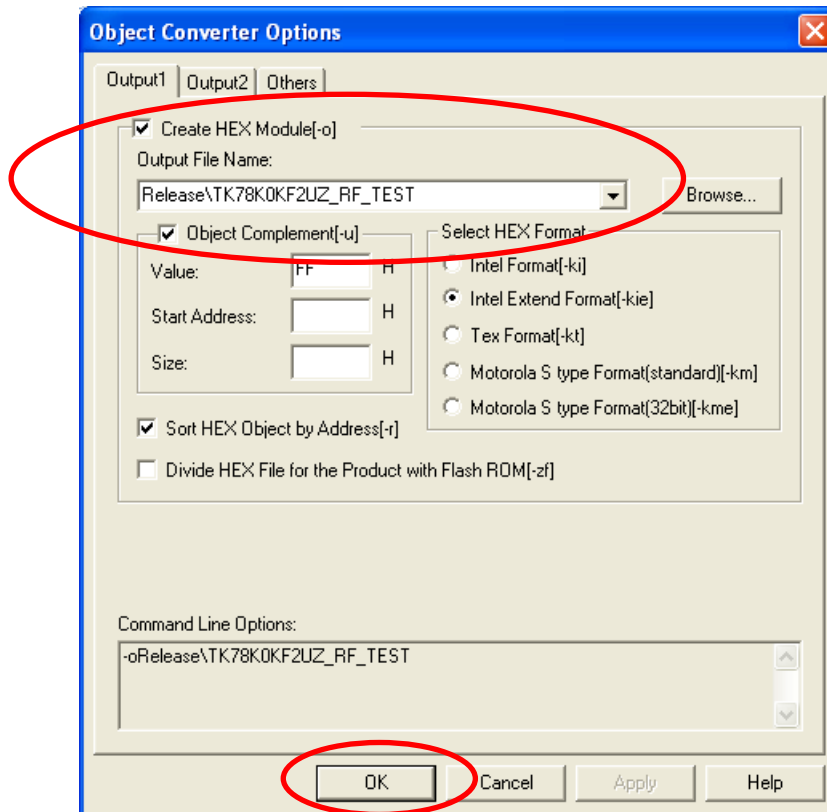 Object Converter Options
Output1 Output2 Others
Create HEX Module[-o]
Output File Name:
Release\TK78K0KF2UZ_RF_TEST
Browse...
Object Complement[-u]
Value: FF H
Start Address: H
Size: H
Select HEX Format
Intel Format[-ki]
Intel Extend Format[-kie]
Tex Format[-kt]
Motorola S type Format(standard)[-km]
Motorola S type Format(32bit)[-kme]
Sort HEX Object by Address[-r]
Divide HEX File for the Product with Flash ROM[-zf]
Command Line Options:
-oRelease\TK78K0KF2UZ_RF_TEST
OK Cancel Apply Help